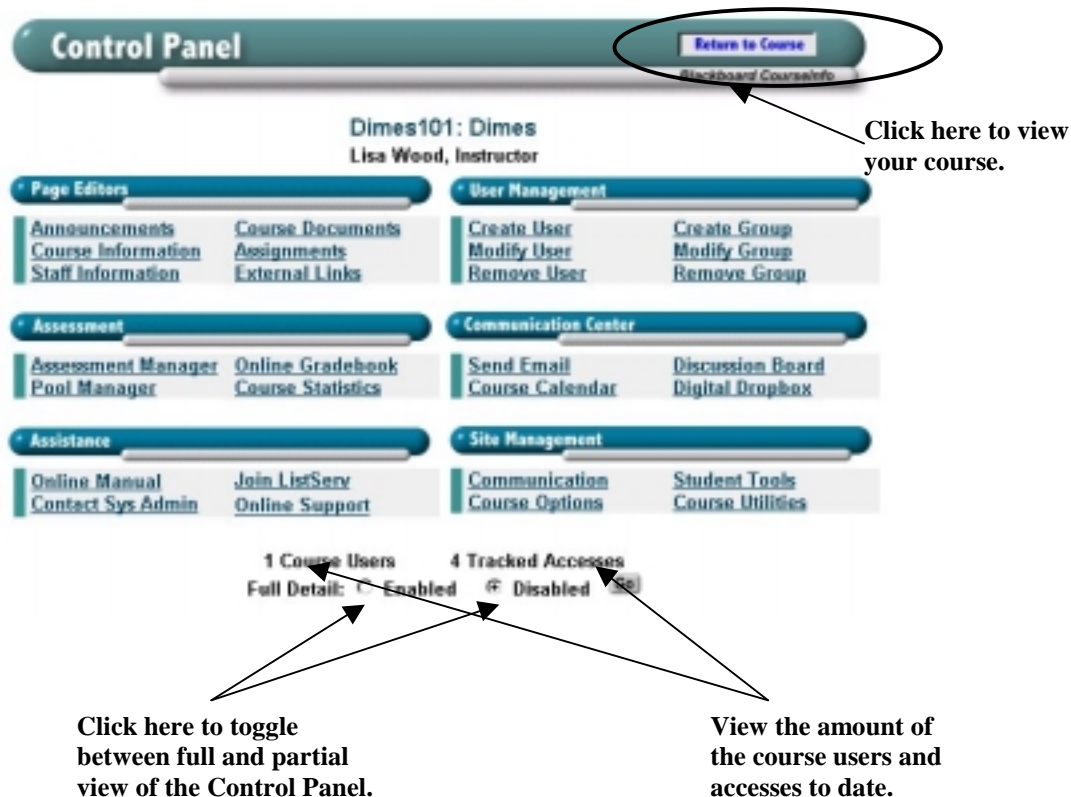 Control Panel
Return to Course
Blackboard CourseInfo
Click here to view
your course.
Dimes101: Dimes
Lisa Wood, Instructor
Page Editors
Announcements Course Documents
Course Information Assignments
Staff Information External Links
User Management
Create User Create Group
Modify User Modify Group
Remove User Remove Group
Assessment
Assessment Manager Online Gradebook
Pool Manager Course Statistics
Communication Center
Send Email Discussion Board
Course Calendar Digital Dropbox
Assistance
Online Manual Join ListServ
Contact Sys Admin Online Support
Site Management
Communication Student Tools
Course Options Course Utilities
1 Course Users 4 Tracked Accesses
Full Detail: Enabled Disabled Go
Click here to toggle
between full and partial
view of the Control Panel.
View the amount of
the course users and
accesses to date.